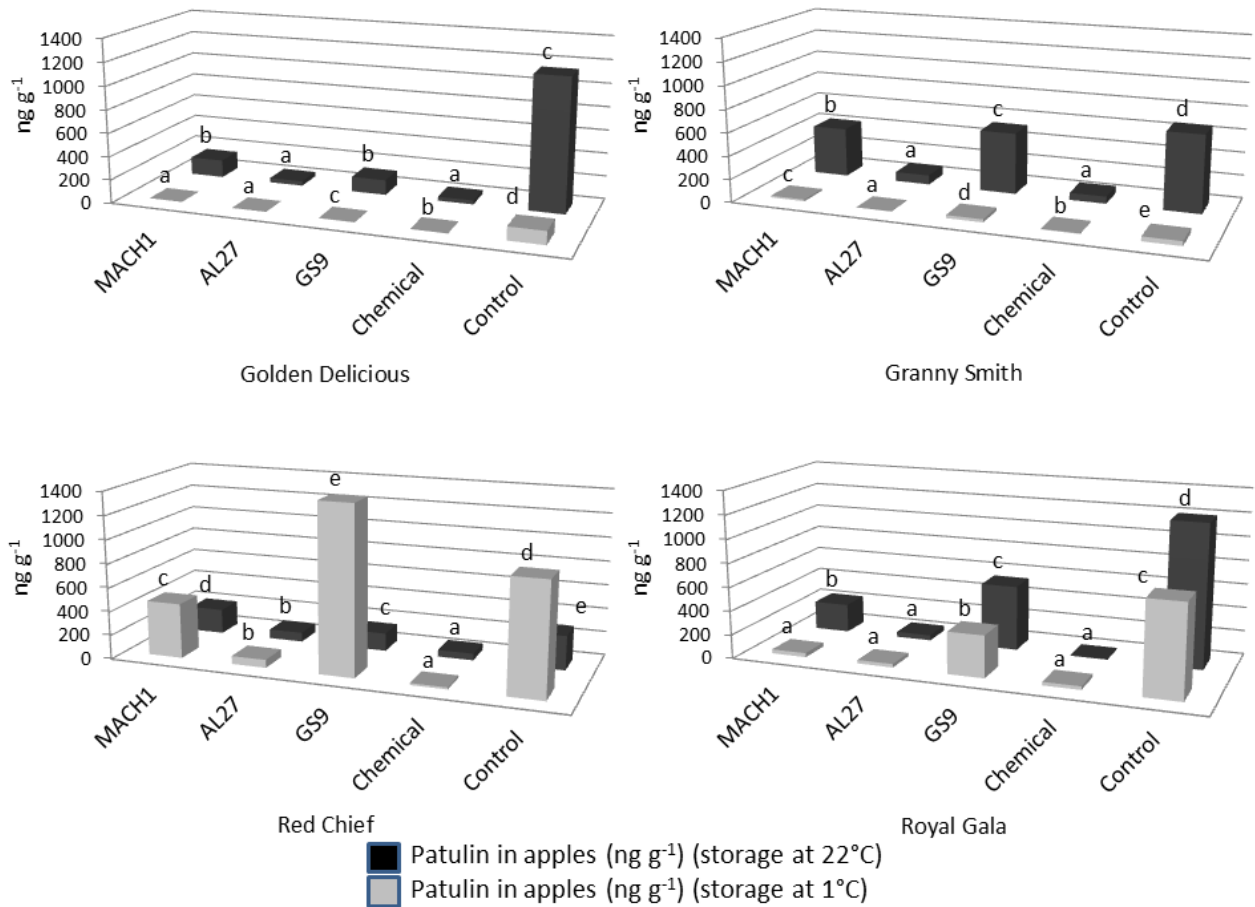 1400
1200
1000
800
600
400
200
0
ng g-1
a b a a c b b a d c
MACH1
AL27
GS9
Chemical
Control
Golden Delicious
1400
1200
1000
800
600
400
200
0
ng g-1
c b a a d c b a e d
MACH1
AL27
GS9
Chemical
Control
Granny Smith
1400
1200
1000
800
600
400
200
0
ng g-1
c d b b e c a a d e
MACH1
AL27
GS9
Chemical
Control
Red Chief
1400
1200
1000
800
600
400
200
0
ng g-1
a b a a b c a a c d
MACH1
AL27
GS9
Chemical
Control
Royal Gala
Patulin in apples (ng g-1) (storage at 22°C)
Patulin in apples (ng g-1) (storage at 1°C)